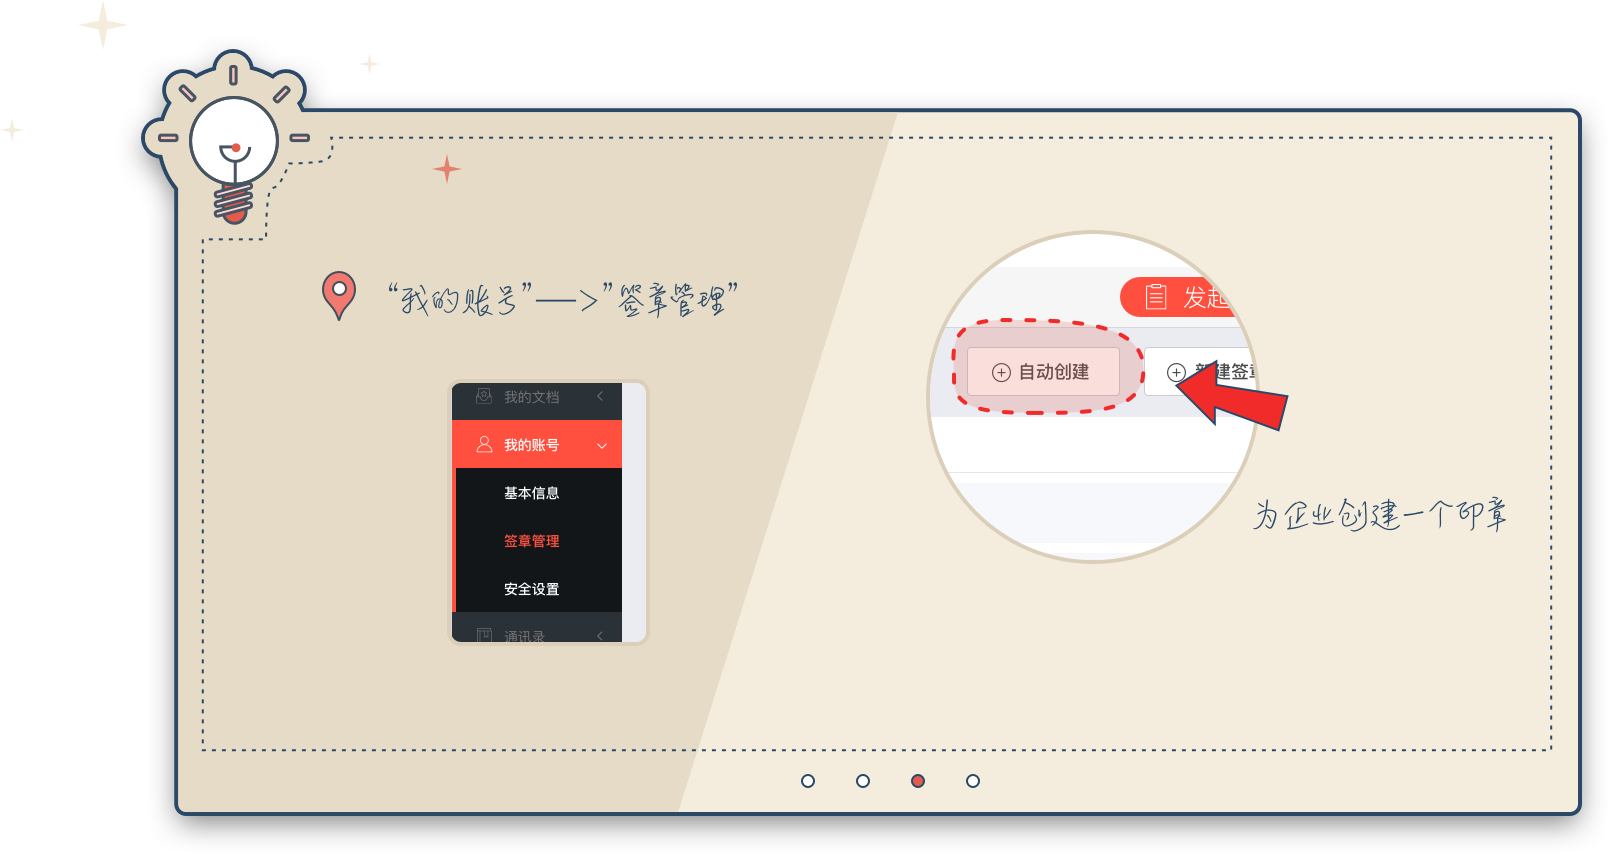 “我的账号”—>”签章管理”
我的文档
我的账号
基本信息
签章管理
安全设置
通讯录
发起
自动创建
新建签章
为企业创建一个印章